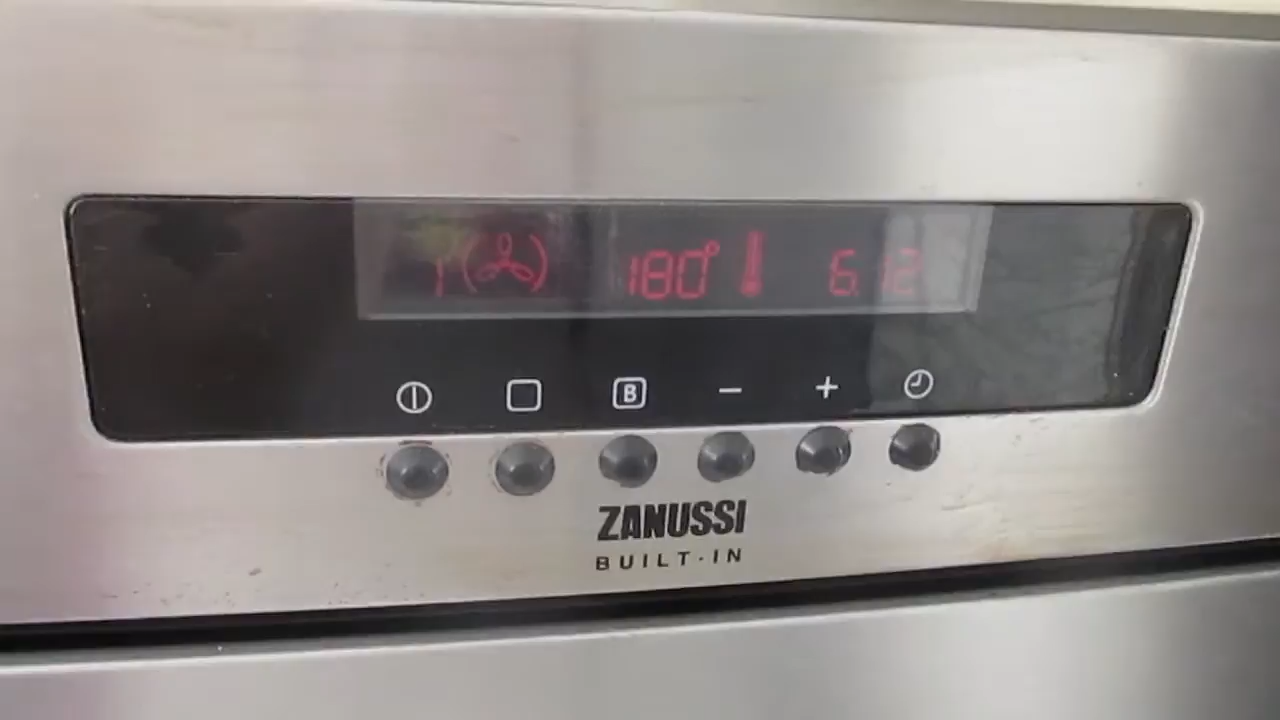 1 180° 6.12
B − +
ZANUSSI
BUILT-IN